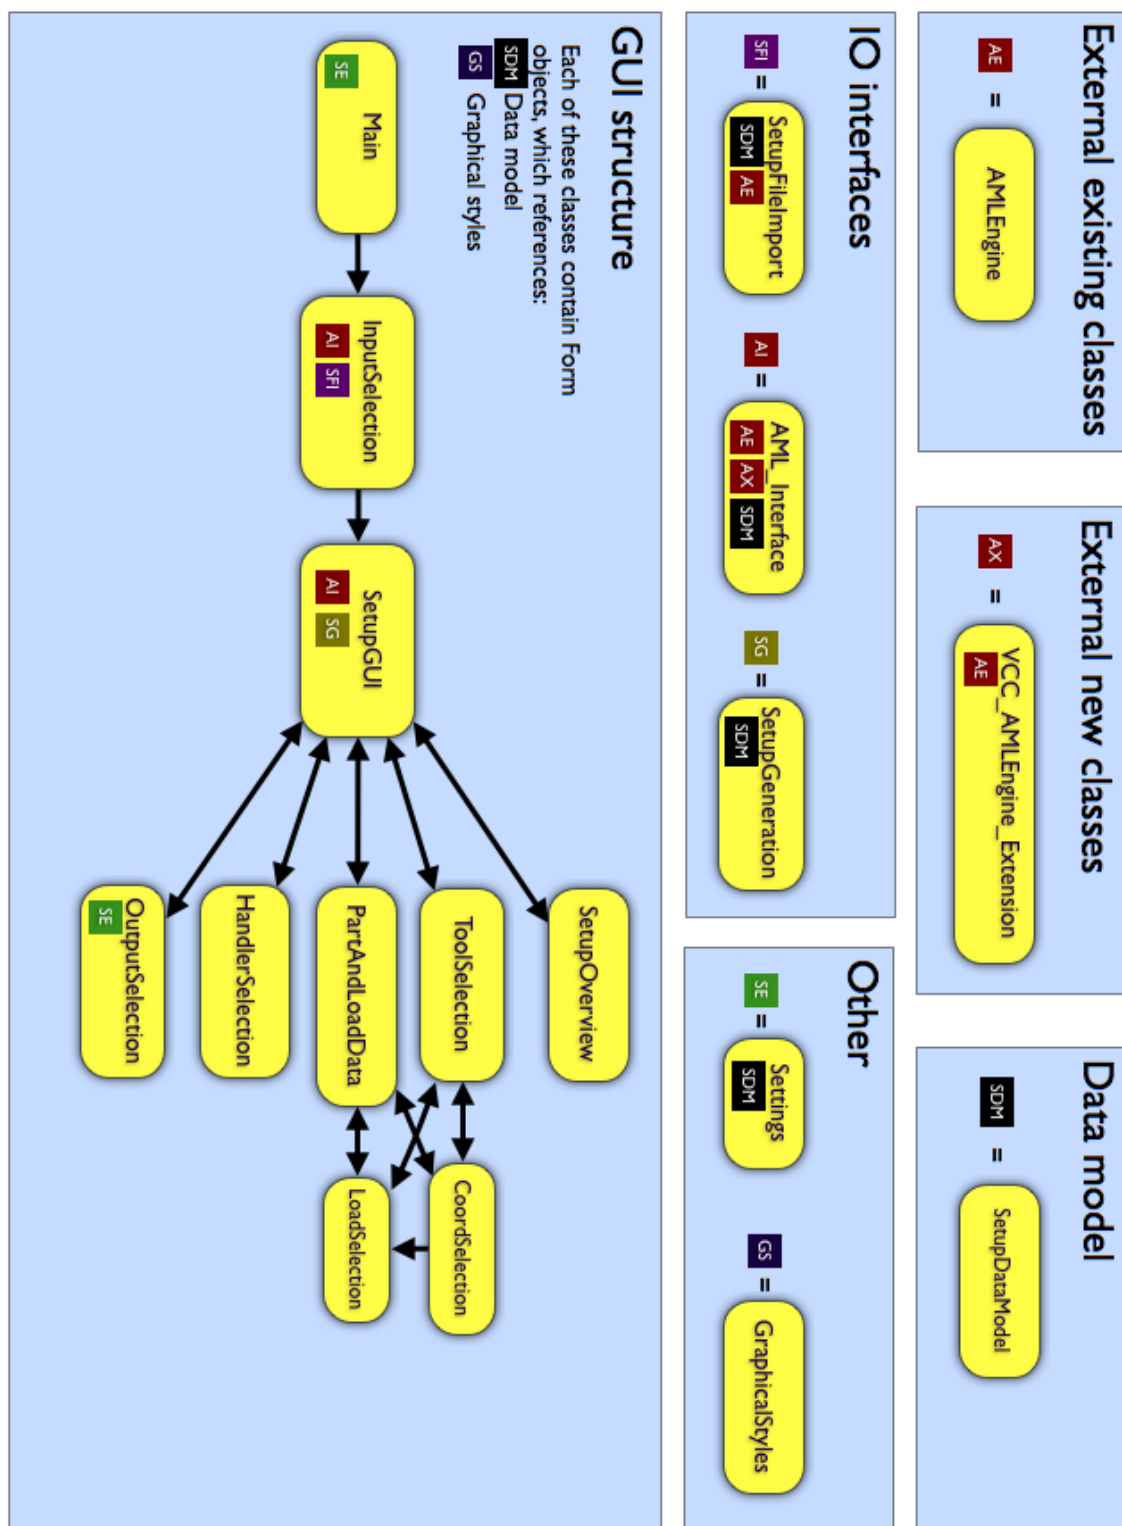 External existing classes
AE =
AMLEngine
External new classes
AX =
VCC_AMLEngine_Extension
AE
Data model
SDM =
SetupDataModel
IO interfaces
SFI =
SetupFileImport
SDM AE
AI =
AML_Interface
AE AX SDM
SG =
SetupGeneration
SDM
Other
SE =
Settings
SDM
GS =
GraphicalStyles
GUI structure
Each of these classes contain Form
objects, which references:
SDM Data model
GS Graphical styles
Main
SE
InputSelection
AI SFI
SetupGUI
AI SG
SetupOverview
ToolSelection
PartAndLoadData
HandlerSelection
OutputSelection
SE
CoordSelection
LoadSelection